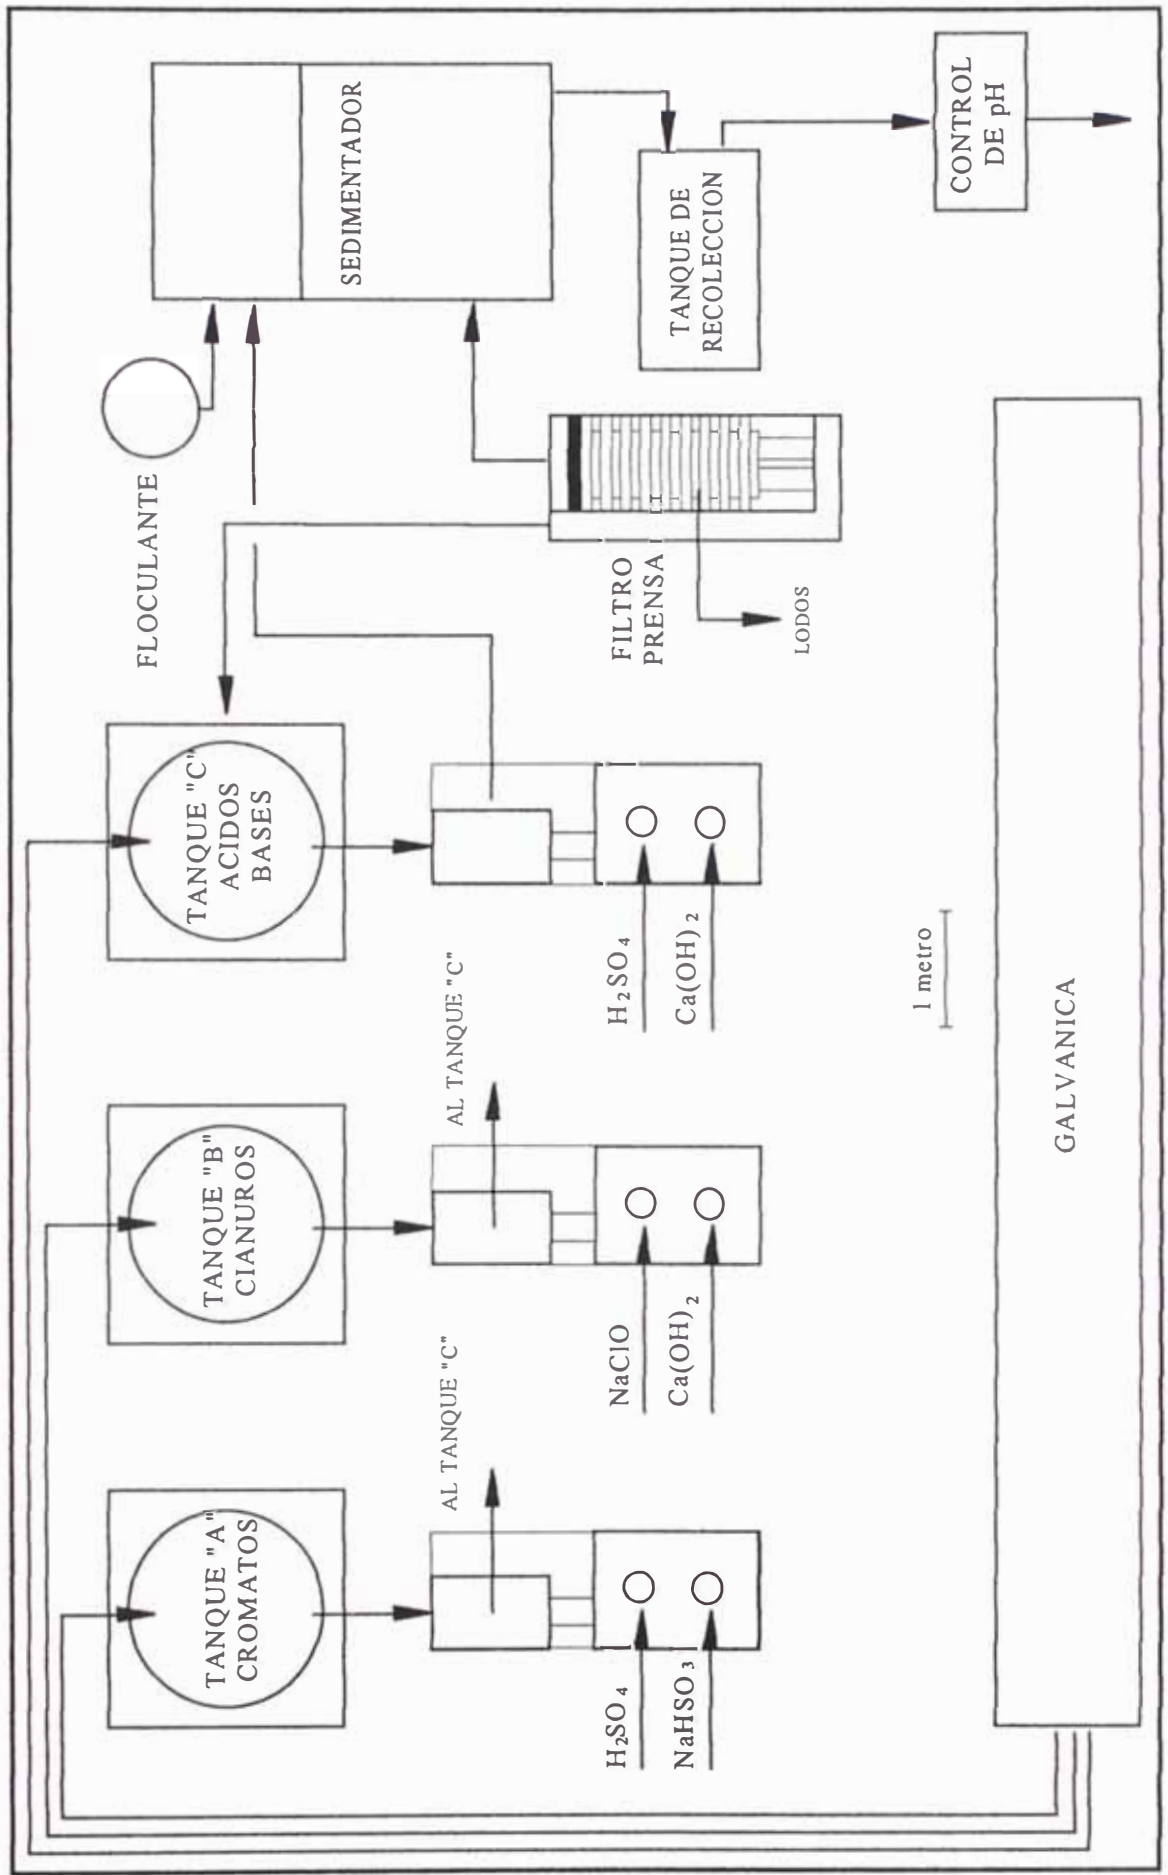 TANQUE "A"
CROMATOS
H2SO4
NaHSO3
AL TANQUE "C"
TANQUE "B"
CIANUROS
NaClO
Ca(OH)2
AL TANQUE "C"
TANQUE "C"
ACIDOS
BASES
H2SO4
Ca(OH)2
FLOCULANTE
FILTRO
PRENSA
LODOS
SEDIMENTADOR
TANQUE DE
RECOLECCION
CONTROL
DE pH
1 metro
GALVANICA